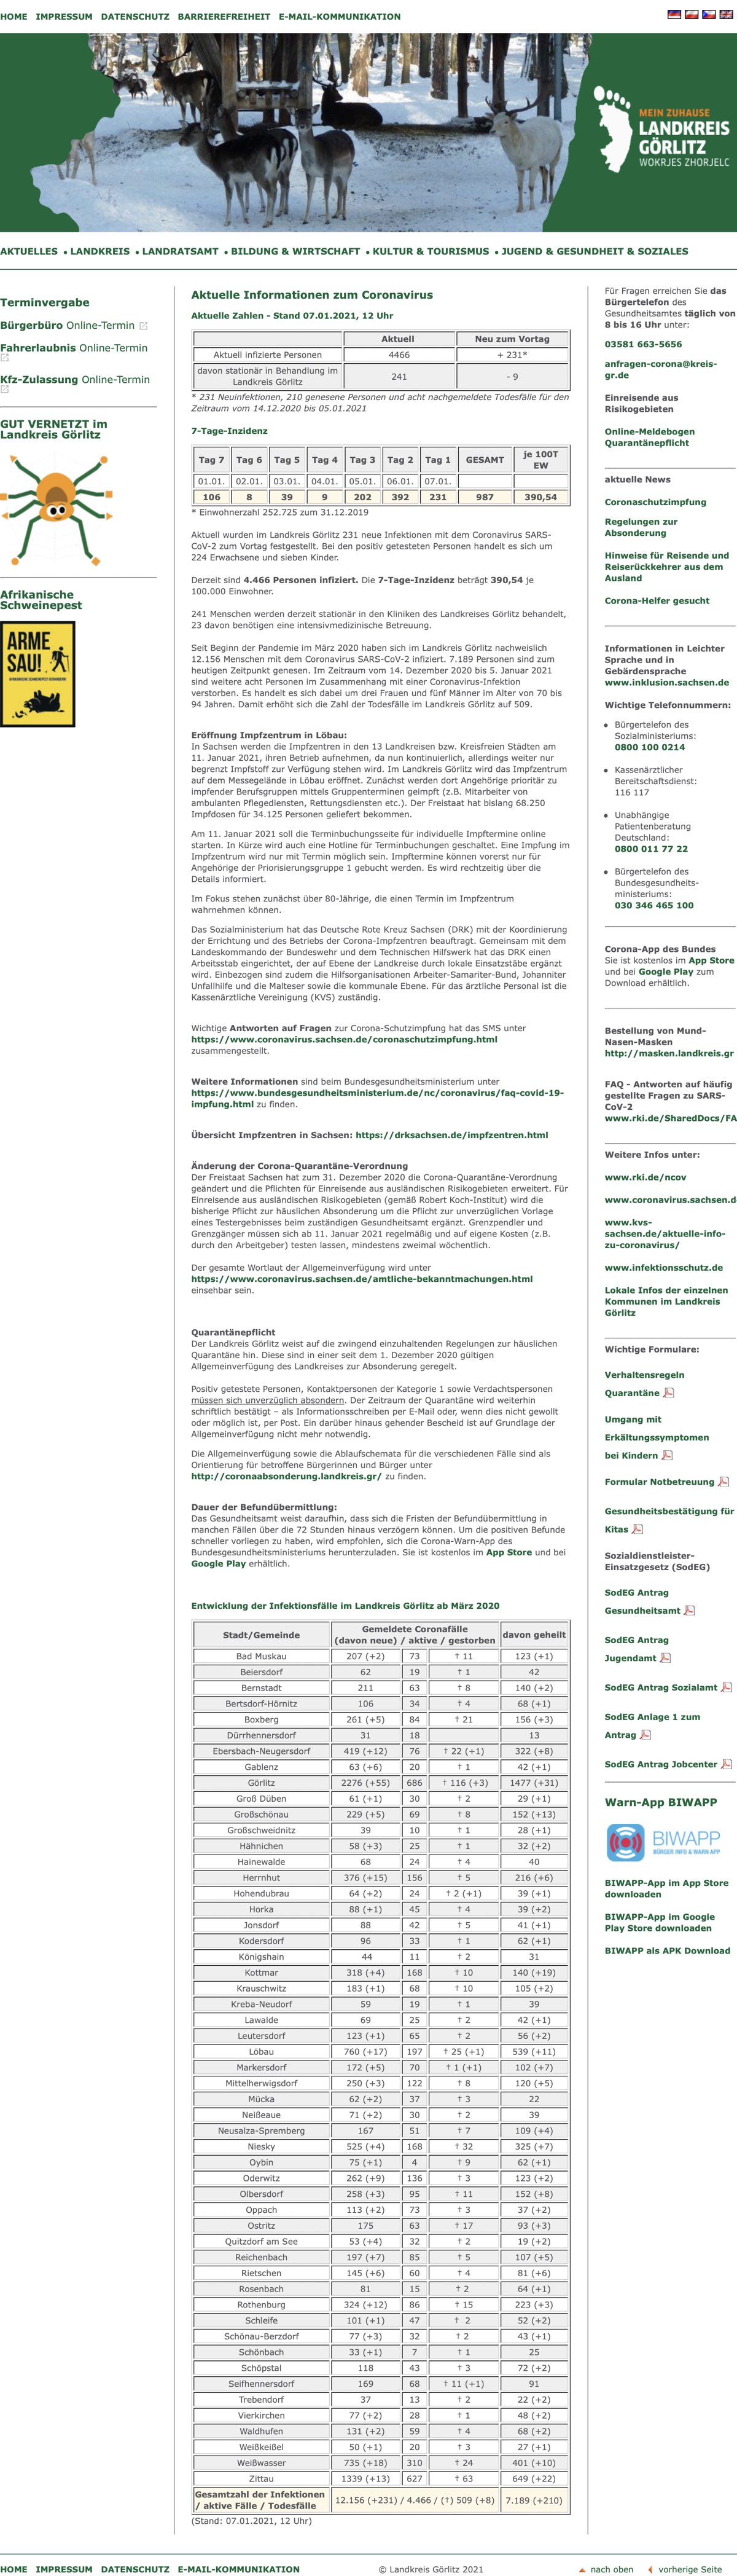 HOME IMPRESSUM DATENSCHUTZ BARRIEREFREIHEIT E-MAIL-KOMMUNIKATION
MEIN ZUHAUSE
LANDKREIS
GÖRLITZ
WOKRJES ZHORJELC
AKTUELLES • LANDKREIS • LANDRATSAMT • BILDUNG & WIRTSCHAFT • KULTUR & TOURISMUS • JUGEND & GESUNDHEIT & SOZIALES
Terminvergabe
Bürgerbüro Online-Termin
Fahrerlaubnis Online-Termin
Kfz-Zulassung Online-Termin
GUT VERNETZT im
Landkreis Görlitz
Afrikanische
Schweinepest
ARME
SAU!
Aktuelle Informationen zum Coronavirus
Aktuelle Zahlen - Stand 07.01.2021, 12 Uhr
Aktuell Neu zum Vortag
Aktuell infizierte Personen 4466 + 231*
davon stationär in Behandlung im
Landkreis Görlitz 241 - 9
* 231 Neuinfektionen, 210 genesene Personen und acht nachgemeldete Todesfälle für den
Zeitraum vom 14.12.2020 bis 05.01.2021
7-Tage-Inzidenz
Tag 7 Tag 6 Tag 5 Tag 4 Tag 3 Tag 2 Tag 1 GESAMT je 100T
EW
01.01. 02.01. 03.01. 04.01. 05.01. 06.01. 07.01.
106 8 39 9 202 392 231 987 390,54
* Einwohnerzahl 252.725 zum 31.12.2019
Aktuell wurden im Landkreis Görlitz 231 neue Infektionen mit dem Coronavirus SARS-
CoV-2 zum Vortag festgestellt. Bei den positiv getesteten Personen handelt es sich um
224 Erwachsene und sieben Kinder.
Derzeit sind 4.466 Personen infiziert. Die 7-Tage-Inzidenz beträgt 390,54 je
100.000 Einwohner.
241 Menschen werden derzeit stationär in den Kliniken des Landkreises Görlitz behandelt,
23 davon benötigen eine intensivmedizinische Betreuung.
Seit Beginn der Pandemie im März 2020 haben sich im Landkreis Görlitz nachweislich
12.156 Menschen mit dem Coronavirus SARS-CoV-2 infiziert. 7.189 Personen sind zum
heutigen Zeitpunkt genesen. Im Zeitraum vom 14. Dezember 2020 bis 5. Januar 2021
sind weitere acht Personen im Zusammenhang mit einer Coronavirus-Infektion
verstorben. Es handelt es sich dabei um drei Frauen und fünf Männer im Alter von 70 bis
94 Jahren. Damit erhöht sich die Zahl der Todesfälle im Landkreis Görlitz auf 509.
Eröffnung Impfzentrum in Löbau:
In Sachsen werden die Impfzentren in den 13 Landkreisen bzw. Kreisfreien Städten am
11. Januar 2021, ihren Betrieb aufnehmen, da nun kontinuierlich, allerdings weiter nur
begrenzt Impfstoff zur Verfügung stehen wird. Im Landkreis Görlitz wird das Impfzentrum
auf dem Messegelände in Löbau eröffnet. Zunächst werden dort Angehörige prioritär zu
impfender Berufsgruppen mittels Gruppenterminen geimpft (z.B. Mitarbeiter von
ambulanten Pflegediensten, Rettungsdiensten etc.). Der Freistaat hat bislang 68.250
Impfdosen für 34.125 Personen geliefert bekommen.
Am 11. Januar 2021 soll die Terminbuchungsseite für individuelle Impftermine online
starten. In Kürze wird auch eine Hotline für Terminbuchungen geschaltet. Eine Impfung im
Impfzentrum wird nur mit Termin möglich sein. Impftermine können vorerst nur für
Angehörige der Priorisierungsgruppe 1 gebucht werden. Es wird rechtzeitig über die
Details informiert.
Im Fokus stehen zunächst über 80-Jährige, die einen Termin im Impfzentrum
wahrnehmen können.
Das Sozialministerium hat das Deutsche Rote Kreuz Sachsen (DRK) mit der Koordinierung
der Errichtung und des Betriebs der Corona-Impfzentren beauftragt. Gemeinsam mit dem
Landeskommando der Bundeswehr und dem Technischen Hilfswerk hat das DRK einen
Arbeitsstab eingerichtet, der auf Ebene der Landkreise durch lokale Einsatzstäbe ergänzt
wird. Einbezogen sind zudem die Hilfsorganisationen Arbeiter-Samariter-Bund, Johanniter
Unfallhilfe und die Malteser sowie die kommunale Ebene. Für das ärztliche Personal ist die
Kassenärztliche Vereinigung (KVS) zuständig.
Wichtige Antworten auf Fragen zur Corona-Schutzimpfung hat das SMS unter
https://www.coronavirus.sachsen.de/coronaschutzimpfung.html
zusammengestellt.
Weitere Informationen sind beim Bundesgesundheitsministerium unter
https://www.bundesgesundheitsministerium.de/nc/coronavirus/faq-covid-19-
impfung.html zu finden.
Übersicht Impfzentren in Sachsen: https://drksachsen.de/impfzentren.html
Änderung der Corona-Quarantäne-Verordnung
Der Freistaat Sachsen hat zum 31. Dezember 2020 die Corona-Quarantäne-Verordnung
geändert und die Pflichten für Einreisende aus ausländischen Risikogebieten erweitert. Für
Einreisende aus ausländischen Risikogebieten (gemäß Robert Koch-Institut) wird die
bisherige Pflicht zur häuslichen Absonderung um die Pflicht zur unverzüglichen Vorlage
eines Testergebnisses beim zuständigen Gesundheitsamt ergänzt. Grenzpendler und
Grenzgänger müssen sich ab 11. Januar 2021 regelmäßig und auf eigene Kosten (z.B.
durch den Arbeitgeber) testen lassen, mindestens zweimal wöchentlich.
Der gesamte Wortlaut der Allgemeinverfügung wird unter
https://www.coronavirus.sachsen.de/amtliche-bekanntmachungen.html
einsehbar sein.
Quarantänepflicht
Der Landkreis Görlitz weist auf die zwingend einzuhaltenden Regelungen zur häuslichen
Quarantäne hin. Diese sind in einer seit dem 1. Dezember 2020 gültigen
Allgemeinverfügung des Landkreises zur Absonderung geregelt.
Positiv getestete Personen, Kontaktpersonen der Kategorie 1 sowie Verdachtspersonen
müssen sich unverzüglich absondern. Der Zeitraum der Quarantäne wird weiterhin
schriftlich bestätigt – als Informationsschreiben per E-Mail oder, wenn dies nicht gewollt
oder möglich ist, per Post. Ein darüber hinaus gehender Bescheid ist auf Grundlage der
Allgemeinverfügung nicht mehr notwendig.
Die Allgemeinverfügung sowie die Ablaufschemata für die verschiedenen Fälle sind als
Orientierung für betroffene Bürgerinnen und Bürger unter
http://coronaabsonderung.landkreis.gr/ zu finden.
Dauer der Befundübermittlung:
Das Gesundheitsamt weist daraufhin, dass sich die Fristen der Befundübermittlung in
manchen Fällen über die 72 Stunden hinaus verzögern können. Um die positiven Befunde
schneller vorliegen zu haben, wird empfohlen, sich die Corona-Warn-App des
Bundesgesundheitsministeriums herunterzuladen. Sie ist kostenlos im App Store und bei
Google Play erhältlich.
Entwicklung der Infektionsfälle im Landkreis Görlitz ab März 2020
Stadt/Gemeinde Gemeldete Coronafälle
(davon neue) / aktive / gestorben davon geheilt
Bad Muskau 207 (+2) 73 † 11 123 (+1)
Beiersdorf 62 19 † 1 42
Bernstadt 211 63 † 8 140 (+2)
Bertsdorf-Hörnitz 106 34 † 4 68 (+1)
Boxberg 261 (+5) 84 † 21 156 (+3)
Dürrhennersdorf 31 18 13
Ebersbach-Neugersdorf 419 (+12) 76 † 22 (+1) 322 (+8)
Gablenz 63 (+6) 20 † 1 42 (+1)
Görlitz 2276 (+55) 686 † 116 (+3) 1477 (+31)
Groß Düben 61 (+1) 30 † 2 29 (+1)
Großschönau 229 (+5) 69 † 8 152 (+13)
Großschweidnitz 39 10 † 1 28 (+1)
Hähnichen 58 (+3) 25 † 1 32 (+2)
Hainewalde 68 24 † 4 40
Herrnhut 376 (+15) 156 † 5 216 (+6)
Hohendubrau 64 (+2) 24 † 2 (+1) 39 (+1)
Horka 88 (+1) 45 † 4 39 (+2)
Jonsdorf 88 42 † 5 41 (+1)
Kodersdorf 96 33 † 1 62 (+1)
Königshain 44 11 † 2 31
Kottmar 318 (+4) 168 † 10 140 (+19)
Krauschwitz 183 (+1) 68 † 10 105 (+2)
Kreba-Neudorf 59 19 † 1 39
Lawalde 69 25 † 2 42 (+1)
Leutersdorf 123 (+1) 65 † 2 56 (+2)
Löbau 760 (+17) 197 † 25 (+1) 539 (+11)
Markersdorf 172 (+5) 70 † 1 (+1) 102 (+7)
Mittelherwigsdorf 250 (+3) 122 † 8 120 (+5)
Mücka 62 (+2) 37 † 3 22
Neißeaue 71 (+2) 30 † 2 39
Neusalza-Spremberg 167 51 † 7 109 (+4)
Niesky 525 (+4) 168 † 32 325 (+7)
Oybin 75 (+1) 4 † 9 62 (+1)
Oderwitz 262 (+9) 136 † 3 123 (+2)
Olbersdorf 258 (+3) 95 † 11 152 (+8)
Oppach 113 (+2) 73 † 3 37 (+2)
Ostritz 175 63 † 17 93 (+3)
Quitzdorf am See 53 (+4) 32 † 2 19 (+2)
Reichenbach 197 (+7) 85 † 5 107 (+5)
Rietschen 145 (+6) 60 † 4 81 (+6)
Rosenbach 81 15 † 2 64 (+1)
Rothenburg 324 (+12) 86 † 15 223 (+3)
Schleife 101 (+1) 47 † 2 52 (+2)
Schönau-Berzdorf 77 (+3) 32 † 2 43 (+1)
Schönbach 33 (+1) 7 † 1 25
Schöpstal 118 43 † 3 72 (+2)
Seifhennersdorf 169 68 † 11 (+1) 91
Trebendorf 37 13 † 2 22 (+2)
Vierkirchen 77 (+2) 28 † 1 48 (+2)
Waldhufen 131 (+2) 59 † 4 68 (+2)
Weißkeißel 50 (+1) 20 † 3 27 (+1)
Weißwasser 735 (+18) 310 † 24 401 (+10)
Zittau 1339 (+13) 627 † 63 649 (+22)
Gesamtzahl der Infektionen
/ aktive Fälle / Todesfälle 12.156 (+231) / 4.466 / (†) 509 (+8) 7.189 (+210)
(Stand: 07.01.2021, 12 Uhr)
Für Fragen erreichen Sie das
Bürgertelefon des
Gesundheitsamtes täglich von
8 bis 16 Uhr unter:
03581 663-5656
anfragen-corona@kreis-
gr.de
Einreisende aus
Risikogebieten
Online-Meldebogen
Quarantänepflicht
aktuelle News
Coronaschutzimpfung
Regelungen zur
Absonderung
Hinweise für Reisende und
Reiserückkehrer aus dem
Ausland
Corona-Helfer gesucht
Informationen in Leichter
Sprache und in
Gebärdensprache
www.inklusion.sachsen.de
Wichtige Telefonnummern:
• Bürgertelefon des
Sozialministeriums:
0800 100 0214
• Kassenärztlicher
Bereitschaftsdienst:
116 117
• Unabhängige
Patientenberatung
Deutschland:
0800 011 77 22
• Bürgertelefon des
Bundesgesundheits-
ministeriums:
030 346 465 100
Corona-App des Bundes
Sie ist kostenlos im App Store
und bei Google Play zum
Download erhältlich.
Bestellung von Mund-
Nasen-Masken
http://masken.landkreis.gr
FAQ - Antworten auf häufig
gestellte Fragen zu SARS-
CoV-2
www.rki.de/SharedDocs/FA
Weitere Infos unter:
www.rki.de/ncov
www.coronavirus.sachsen.d
www.kvs-
sachsen.de/aktuelle-info-
zu-coronavirus/
www.infektionsschutz.de
Lokale Infos der einzelnen
Kommunen im Landkreis
Görlitz
Wichtige Formulare:
Verhaltensregeln
Quarantäne
Umgang mit
Erkältungssymptomen
bei Kindern
Formular Notbetreuung
Gesundheitsbestätigung für
Kitas
Sozialdienstleister-
Einsatzgesetz (SodEG)
SodEG Antrag
Gesundheitsamt
SodEG Antrag
Jugendamt
SodEG Antrag Sozialamt
SodEG Anlage 1 zum
Antrag
SodEG Antrag Jobcenter
Warn-App BIWAPP
BIWAPP
BÜRGER INFO & WARN APP
BIWAPP-App im App Store
downloaden
BIWAPP-App im Google
Play Store downloaden
BIWAPP als APK Download
HOME IMPRESSUM DATENSCHUTZ E-MAIL-KOMMUNIKATION © Landkreis Görlitz 2021 nach oben vorherige Seite